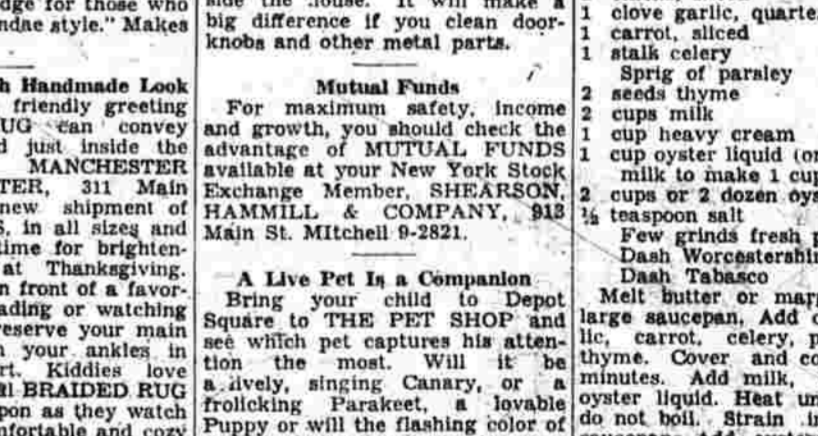 dge for those who
ndae style." Makes
h Handmade Look
friendly greeting
UG can convey
d just inside the
MANCHESTER
TER, 311 Main
new shipment of
S, in all sizes and
time for brighten-
at Thanksgiving.
n front of a favor-
ading or watching
reserve your main
n your ankles in
rt. Kiddies love
al BRAIDED RUG
pon as they watch
mfortable and cozy
side the house. It will make a
big difference if you clean door-
knobs and other metal parts.
Mutual Funds
For maximum safety, income
and growth, you should check the
advantage of MUTUAL FUNDS
available at your New York Stock
Exchange Member, SHEARSON,
HAMMILL & COMPANY, 913
Main St. MItchell 9-2821.
A Live Pet Is a Companion
Bring your child to Depot
Square to THE PET SHOP and
see which pet captures his atten-
tion the most. Will it be
a lively, singing Canary, or a
frolicking Parakeet, a lovable
Puppy or will the flashing color of
1 clove garlic, quarte
1 carrot, sliced
1 stalk celery
Sprig of parsley
2 seeds thyme
2 cups milk
1 cup heavy cream
1 cup oyster liquid (or
milk to make 1 cup
2 cups or 2 dozen oys
½ teaspoon salt
Few grinds fresh p
Dash Worcestershir
Dash Tabasco
Melt butter or marg
large saucepan. Add
lic, carrot, celery, p
thyme. Cover and co
minutes. Add milk,
oyster liquid. Heat un
do not boil. Strain in